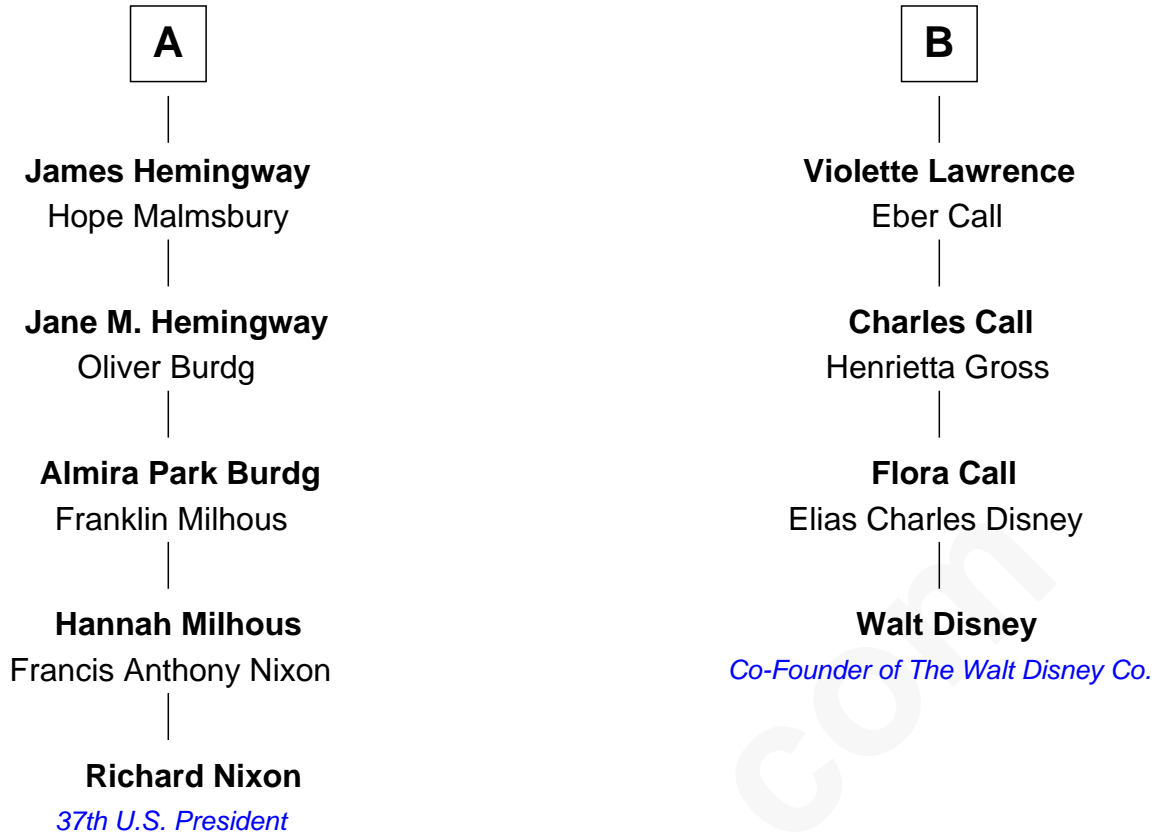 A
James Hemingway
Hope Malmsbury
Jane M. Hemingway
Oliver Burdg
Almira Park Burdg
Franklin Milhous
Hannah Milhous
Francis Anthony Nixon
Richard Nixon
37th U.S. President
B
Violette Lawrence
Eber Call
Charles Call
Henrietta Gross
Flora Call
Elias Charles Disney
Walt Disney
Co-Founder of The Walt Disney Co.
com